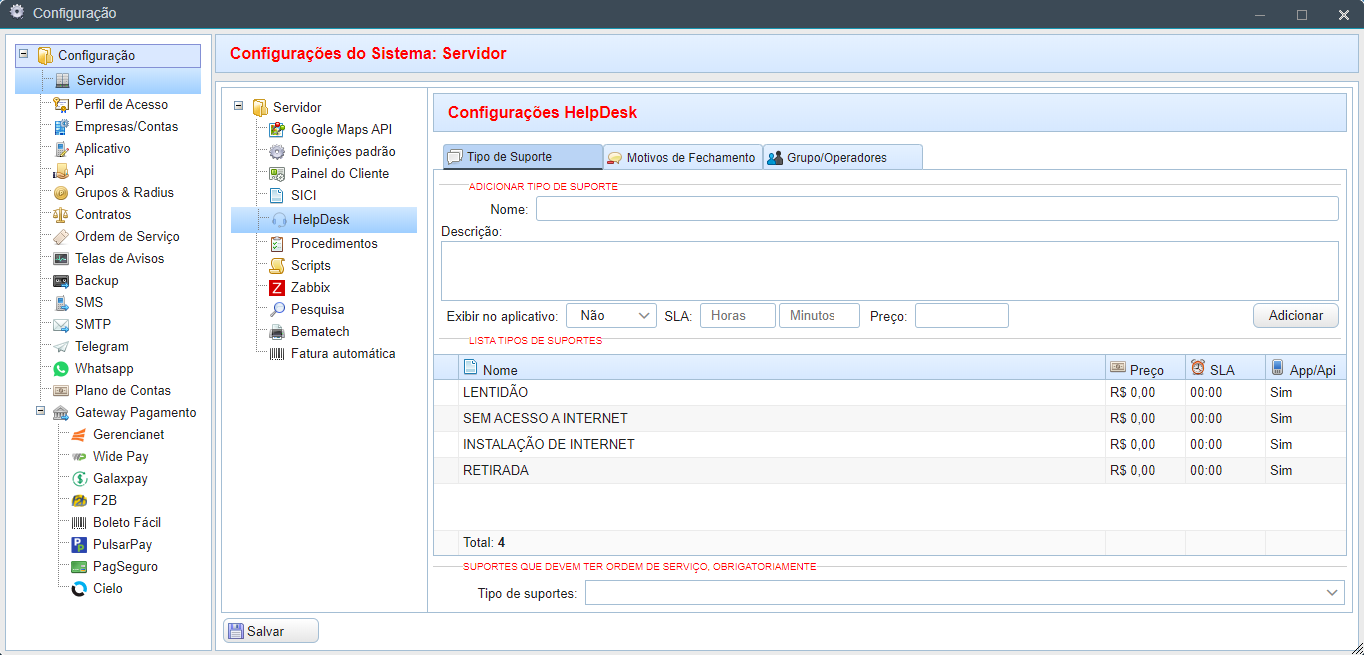 Configuração
Configuração
Servidor
Perfil de Acesso
Empresas/Contas
Aplicativo
Api
Grupos & Radius
Contratos
Ordem de Serviço
Telas de Avisos
Backup
SMS
SMTP
Telegram
Whatsapp
Plano de Contas
Gateway Pagamento
Gerencianet
Wide Pay
Galaxpay
F2B
Boleto Fácil
PulsarPay
PagSeguro
Cielo
Configurações do Sistema: Servidor
Servidor
Google Maps API
Definições padrão
Painel do Cliente
SICI
HelpDesk
Procedimentos
Scripts
Zabbix
Pesquisa
Bematech
Fatura automática
Configurações HelpDesk
Tipo de Suporte Motivos de Fechamento Grupo/Operadores
ADICIONAR TIPO DE SUPORTE
Nome:
Descrição:
Exibir no aplicativo: Não SLA: Horas Minutos Preço: Adicionar
LISTA TIPOS DE SUPORTES
Nome Preço SLA App/Api
LENTIDÃO R$ 0,00 00:00 Sim
SEM ACESSO A INTERNET R$ 0,00 00:00 Sim
INSTALAÇÃO DE INTERNET R$ 0,00 00:00 Sim
RETIRADA R$ 0,00 00:00 Sim
Total: 4
SUPORTES QUE DEVEM TER ORDEM DE SERVIÇO, OBRIGATORIAMENTE
Tipo de suportes:
Salvar